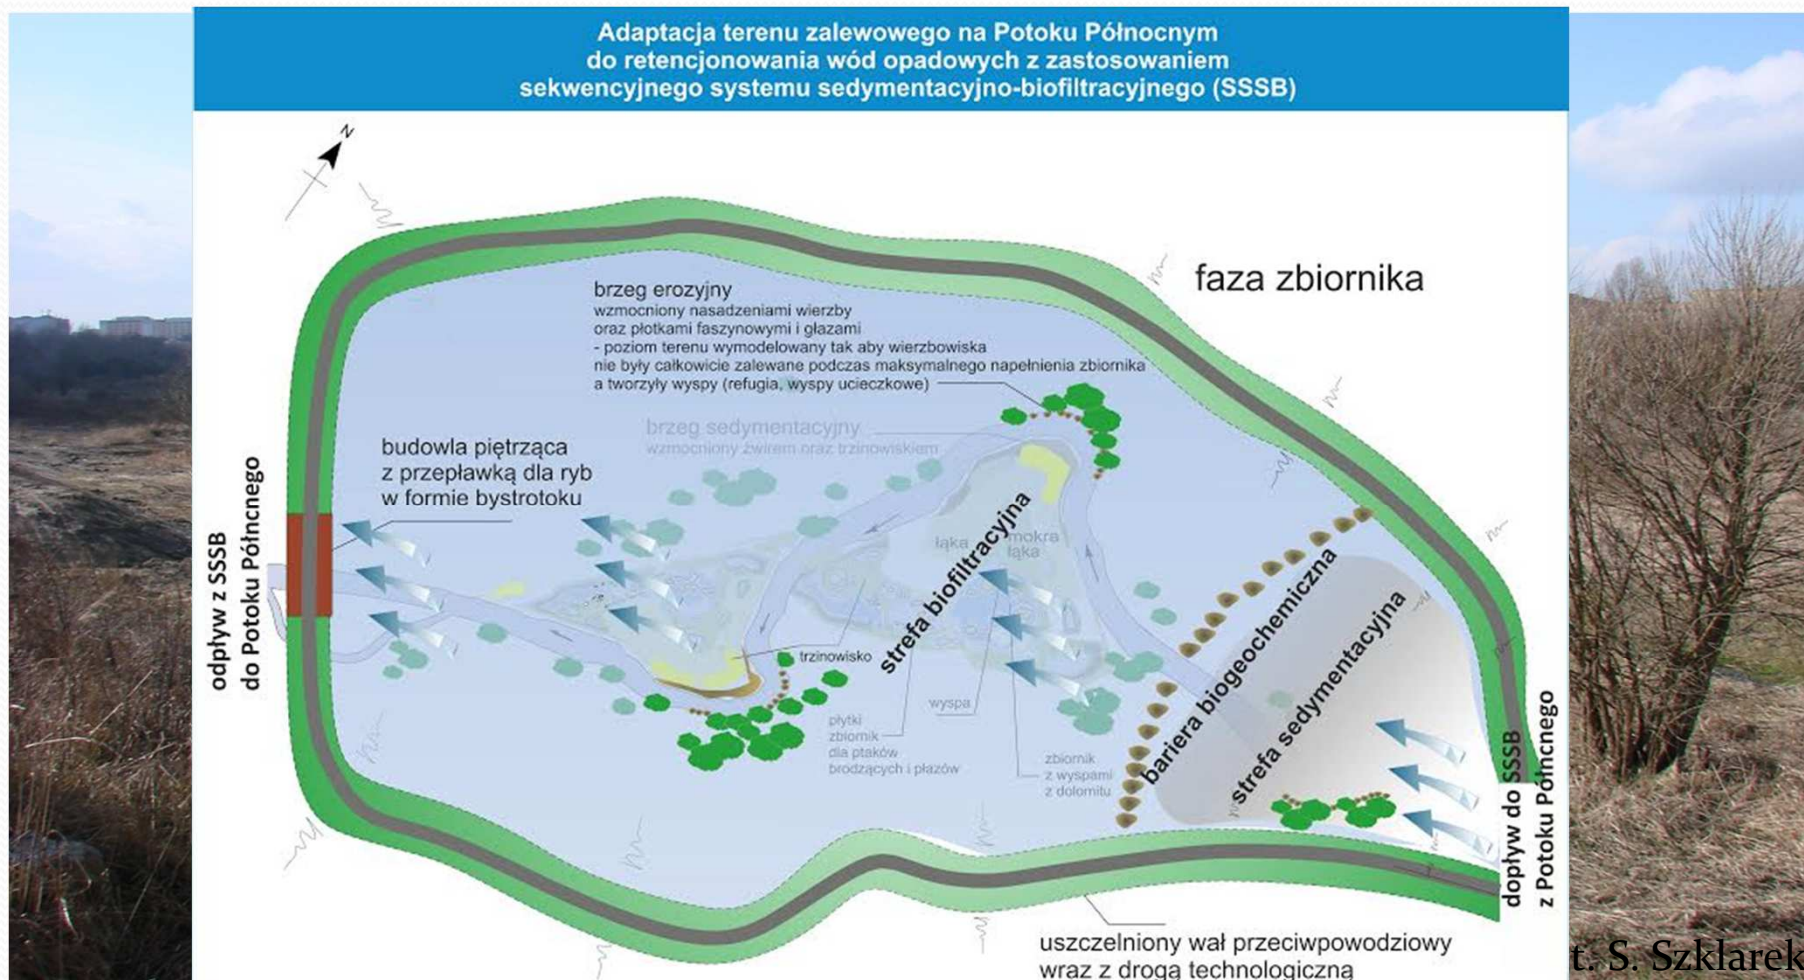 Adaptacja terenu zalewowego na Potoku Północnym
do retencjonowania wód opadowych z zastosowaniem
sekwencyjnego systemu sedymentacyjno-biofiltracyjnego (SSSB)
N
faza zbiornika
brzeg erozyjny
wzmocniony nasadzeniami wierzby
oraz płotkami faszynowymi i głazami
- poziom terenu wymodelowany tak aby wierzbowiska
nie były całkowicie zalewane podczas maksymalnego napełnienia zbiornika
a tworzyły wyspy (refugia, wyspy ucieczkowe)
brzeg sedymentacyjny
wzmocniony żwirem oraz trzinowiskiem
budowla piętrząca
z przepławką dla ryb
w formie bystrotoku
odpływ z SSSB
do Potoku Półncnego
łąka
mokra
łąka
strefa biofiltracyjna
bariera biogeochemiczna
strefa sedymentacyjna
trzinowisko
wyspa
płytki
zbiornik
dla ptaków
brodzących i płazów
zbiornik
z wyspami
z dolomitu
dopływ do SSSB
z Potoku Półncnego
uszczelniony wał przeciwpowodziowy
wraz z drogą technologiczną
t. S. Szklarek